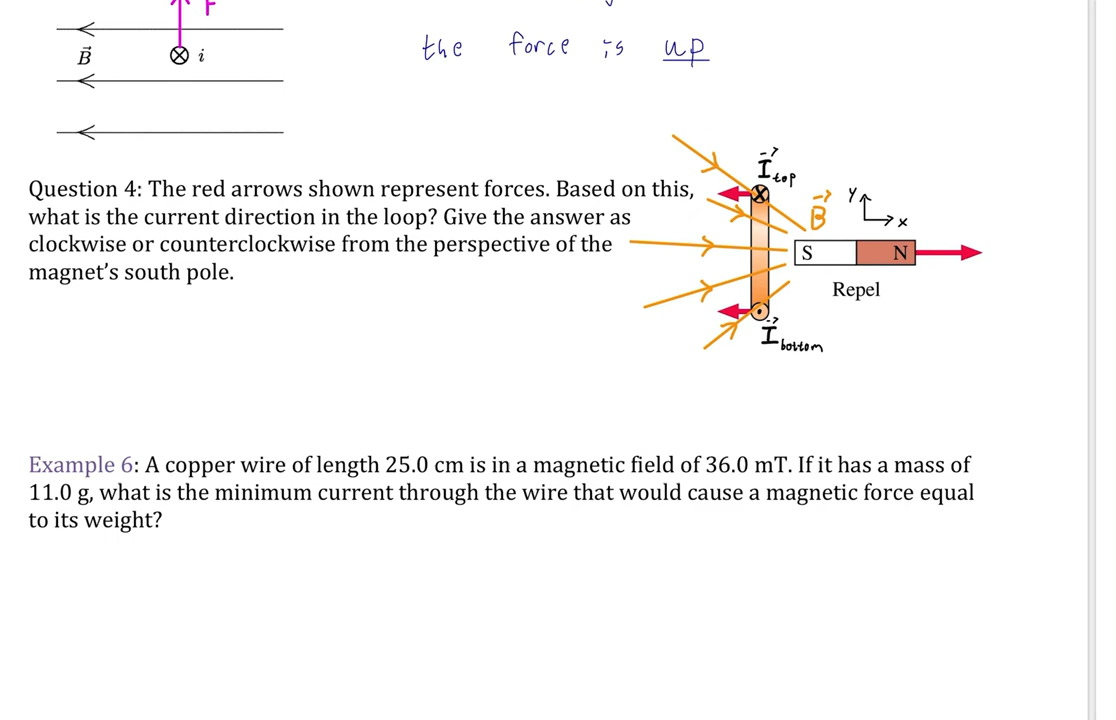 F
B⃗
i
the force is up
Question 4: The red arrows shown represent forces. Based on this,
what is the current direction in the loop? Give the answer as
clockwise or counterclockwise from the perspective of the
magnet's south pole.
I⃗ top
B⃗
Y
x
S N
Repel
I⃗ bottom
Example 6: A copper wire of length 25.0 cm is in a magnetic field of 36.0 mT. If it has a mass of
11.0 g, what is the minimum current through the wire that would cause a magnetic force equal
to its weight?